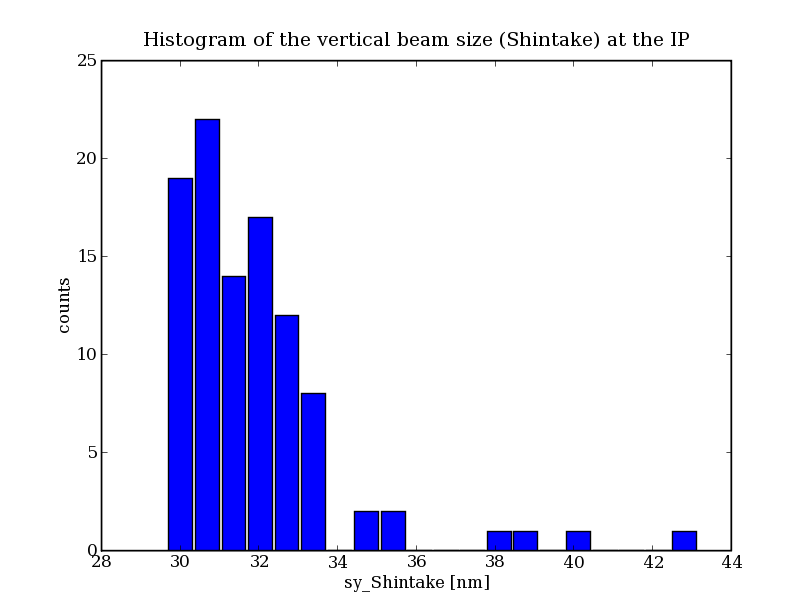 Histogram of the vertical beam size (Shintake) at the IP
25
20
15
10
5
0
counts
28 30 32 34 36 38 40 42 44
sy_Shintake [nm]